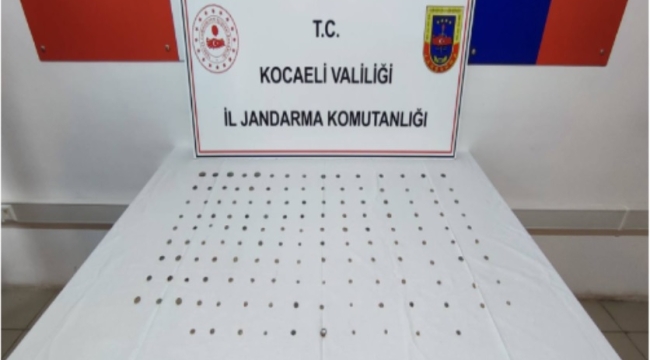 T.C.
KOCAELİ VALİLİĞİ
İL JANDARMA KOMUTANLIĞI